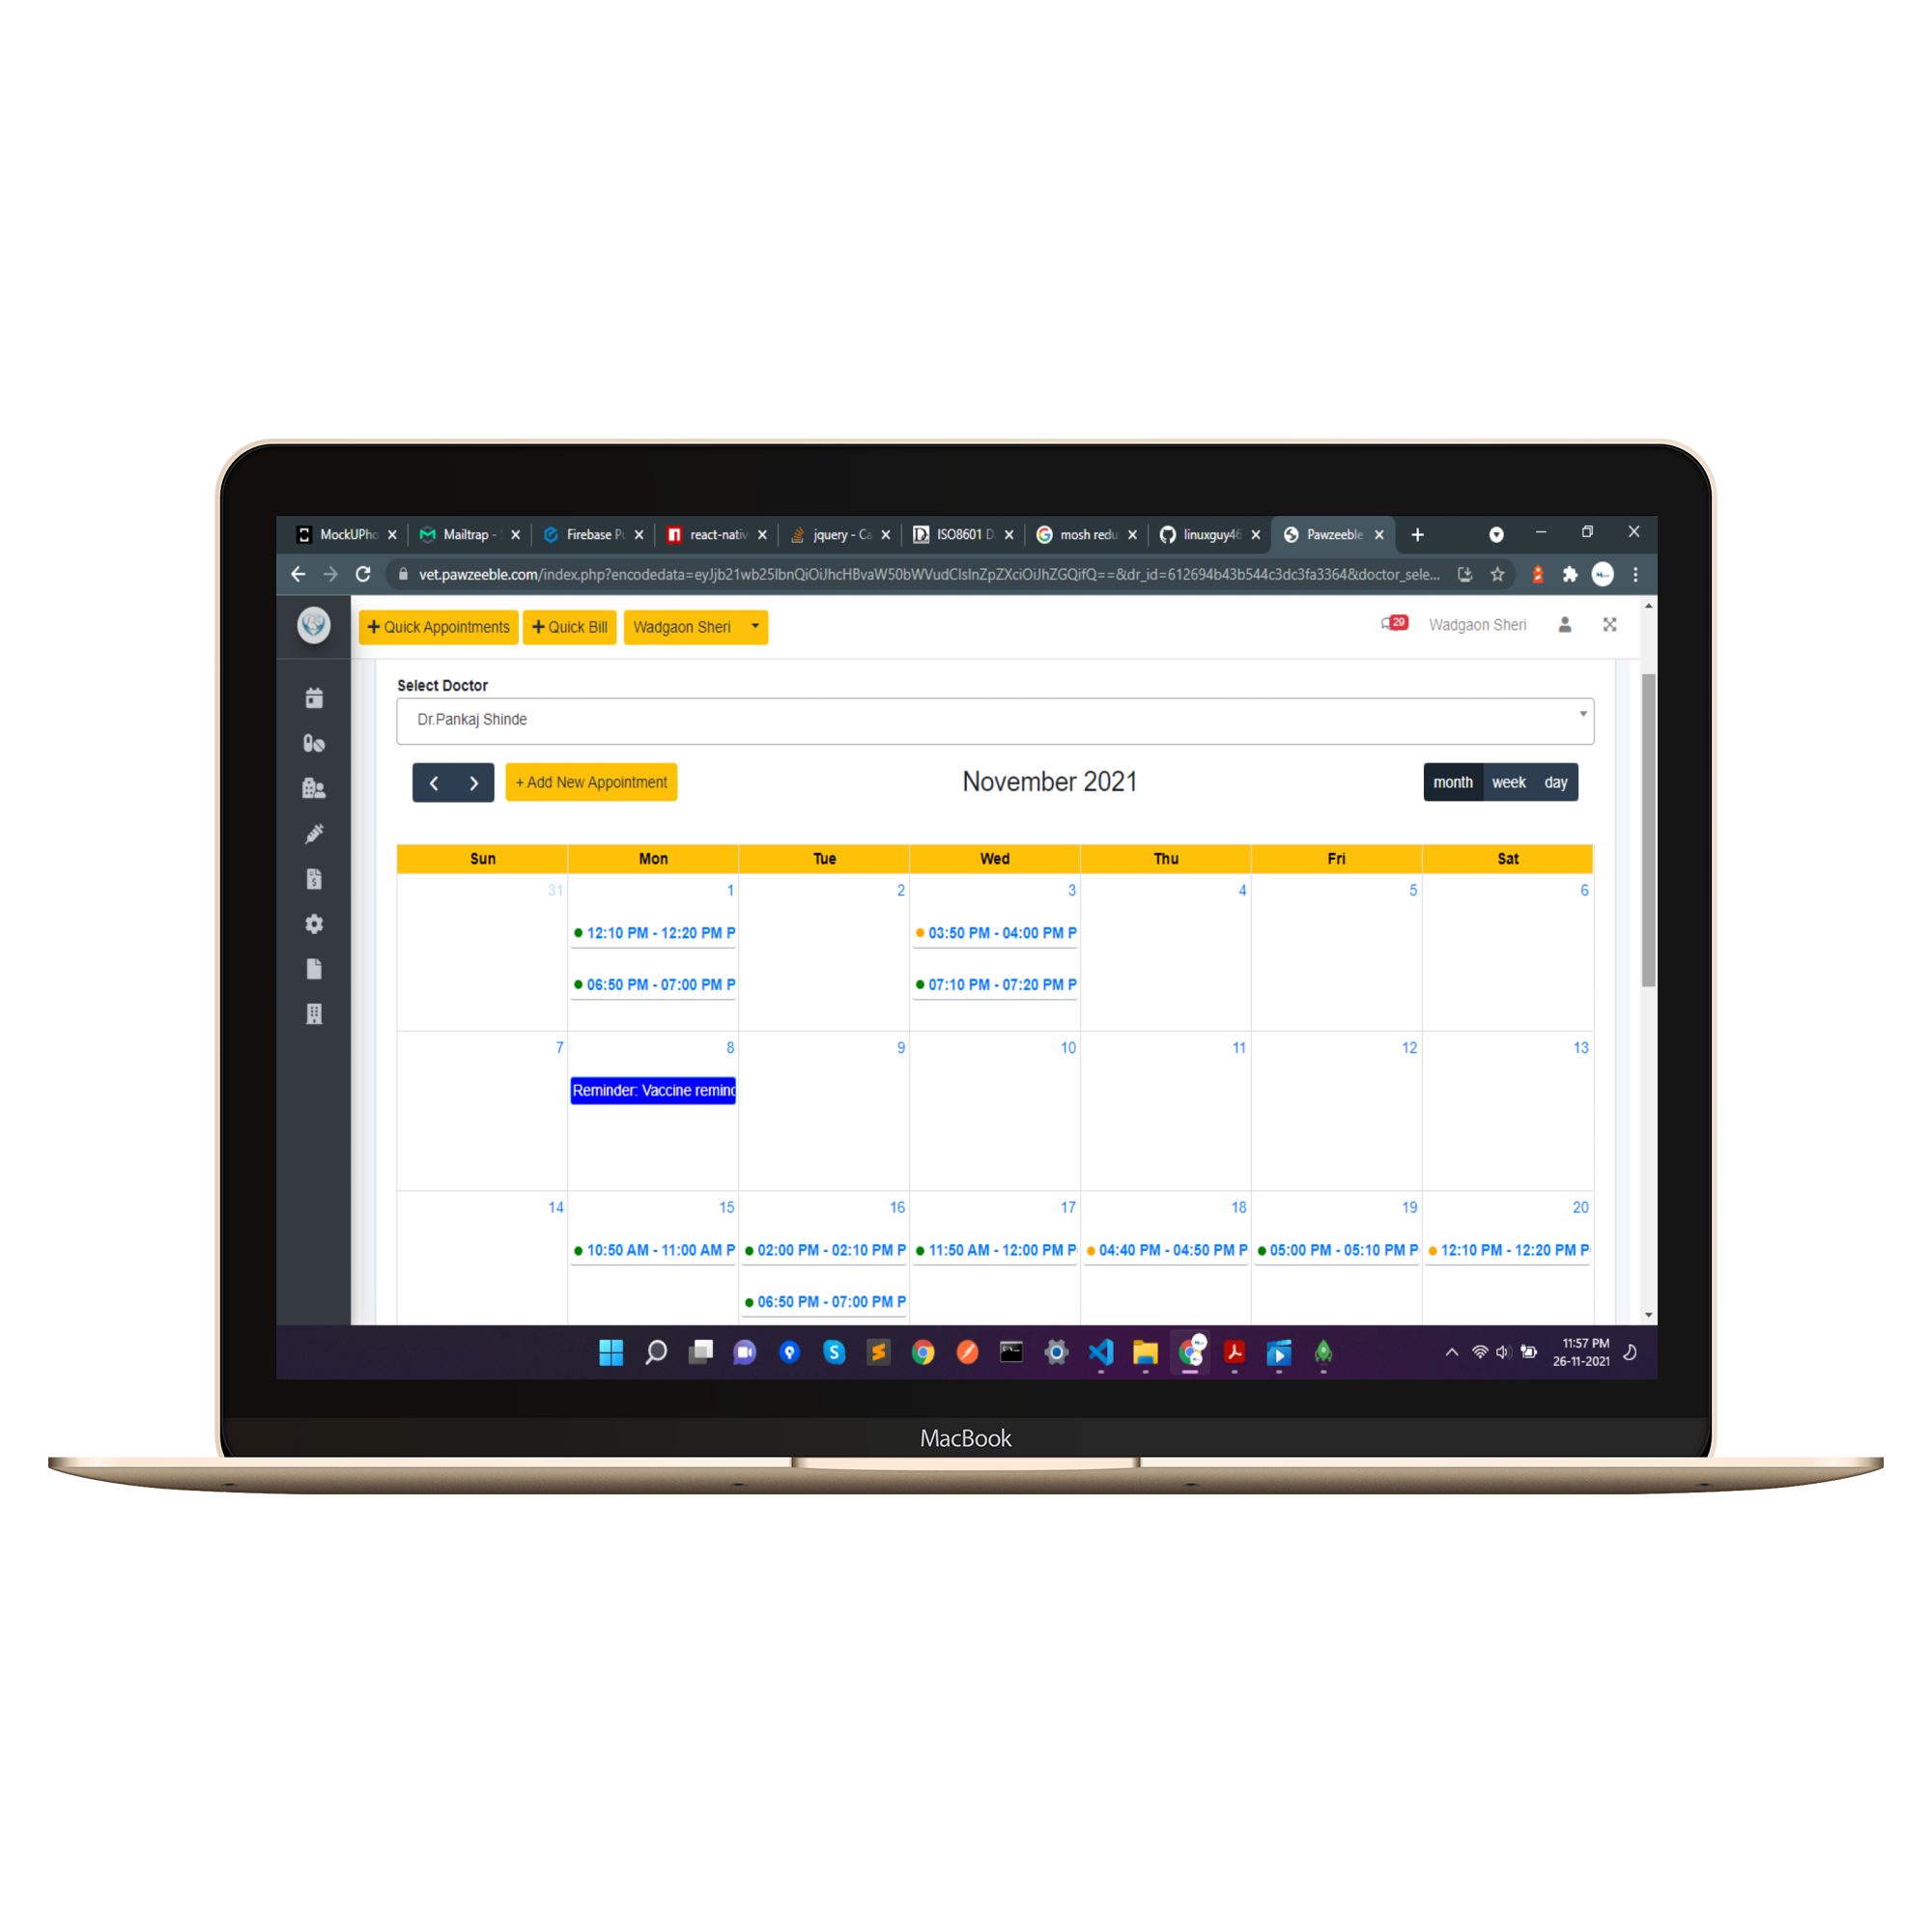 MockUPho
Mailtrap -
Firebase Pu
react-nativ
jquery - Ca
ISO8601 D
mosh redu
linuxguy46
Pawzeeble
vet.pawzeeble.com/index.php?encodedata=eyJjb21wb25lbnQiOiJhcHBvaW50bWVudCIsInZpZXciOiJhZGQifQ==&dr_id=612694b43b544c3dc3fa3364&doctor_sele...
+ Quick Appointments
+ Quick Bill
Wadgaon Sheri
29
Wadgaon Sheri
Select Doctor
Dr.Pankaj Shinde
+ Add New Appointment
November 2021
month week day
Sun Mon Tue Wed Thu Fri Sat
31 1 2 3 4 5 6
12:10 PM - 12:20 PM P
03:50 PM - 04:00 PM P
06:50 PM - 07:00 PM P
07:10 PM - 07:20 PM P
7 8 9 10 11 12 13
Reminder: Vaccine remind
14 15 16 17 18 19 20
10:50 AM - 11:00 AM P
02:00 PM - 02:10 PM P
11:50 AM - 12:00 PM P
04:40 PM - 04:50 PM P
05:00 PM - 05:10 PM P
12:10 PM - 12:20 PM P
06:50 PM - 07:00 PM P
11:57 PM
26-11-2021
MacBook